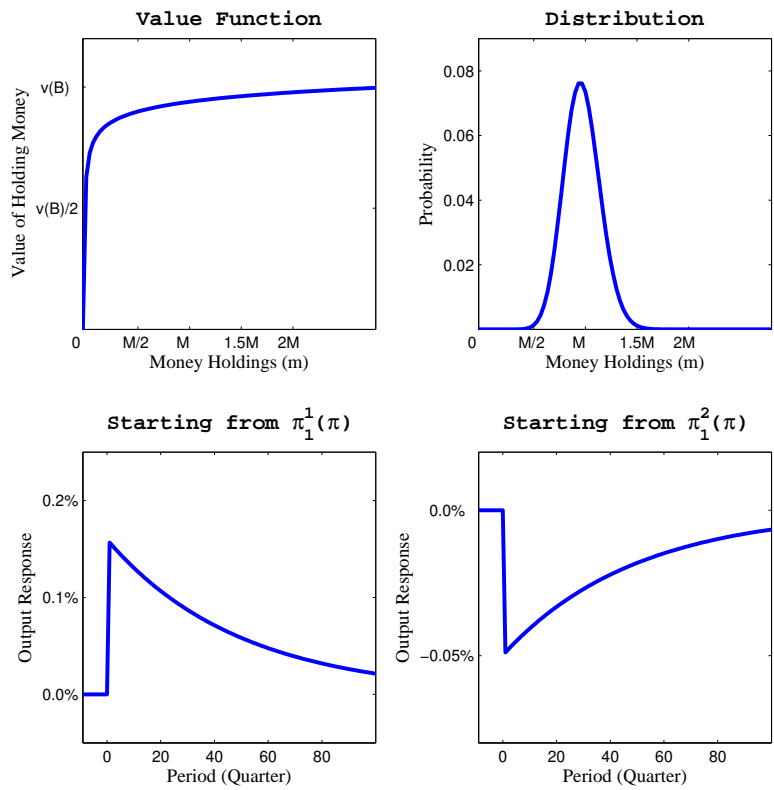 Value Function
Value of Holding Money
v(B)
v(B)/2
0
M/2
M
1.5M
2M
Money Holdings (m)
Distribution
Probability
0.08
0.06
0.04
0.02
0
M/2
M
1.5M
2M
Money Holdings (m)
Starting from π₁¹(π)
Output Response
0.2%
0.1%
0.0%
0
20
40
60
80
Period (Quarter)
Starting from π₁²(π)
Output Response
0.0%
−0.05%
0
20
40
60
80
Period (Quarter)